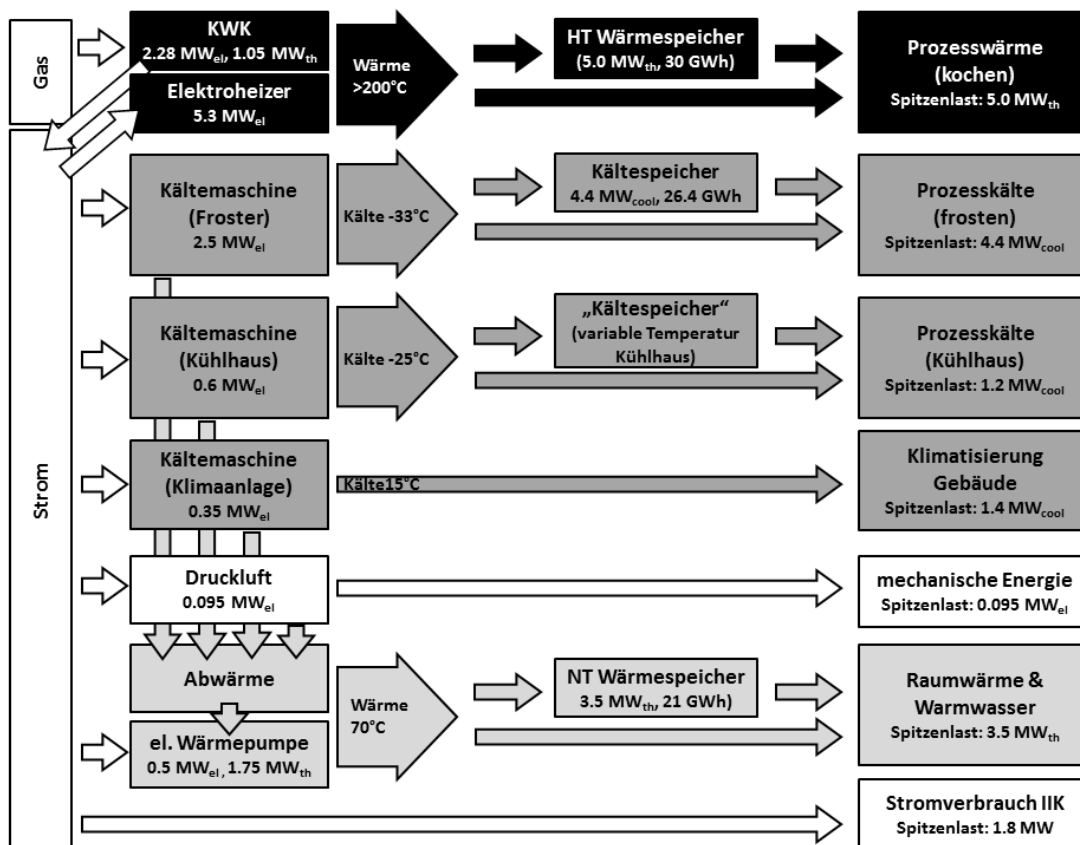 Gas
Strom
KWK
2.28 MWel, 1.05 MWth
Elektroheizer
5.3 MWel
Wärme
>200°C
HT Wärmespeicher
(5.0 MWth, 30 GWh)
Prozesswärme
(kochen)
Spitzenlast: 5.0 MWth
Kältemaschine
(Froster)
2.5 MWel
Kälte -33°C
Kältespeicher
4.4 MWcool, 26.4 GWh
Prozesskälte
(frosten)
Spitzenlast: 4.4 MWcool
Kältemaschine
(Kühlhaus)
0.6 MWel
Kälte -25°C
„Kältespeicher“
(variable Temperatur
Kühlhaus)
Prozesskälte
(Kühlhaus)
Spitzenlast: 1.2 MWcool
Kältemaschine
(Klimaanlage)
0.35 MWel
Kälte15°C
Klimatisierung
Gebäude
Spitzenlast: 1.4 MWcool
Druckluft
0.095 MWel
mechanische Energie
Spitzenlast: 0.095 MWel
Abwärme
el. Wärmepumpe
0.5 MWel, 1.75 MWth
Wärme
70°C
NT Wärmespeicher
3.5 MWth, 21 GWh)
Raumwärme &
Warmwasser
Spitzenlast: 3.5 MWth
Stromverbrauch IIK
Spitzenlast: 1.8 MW